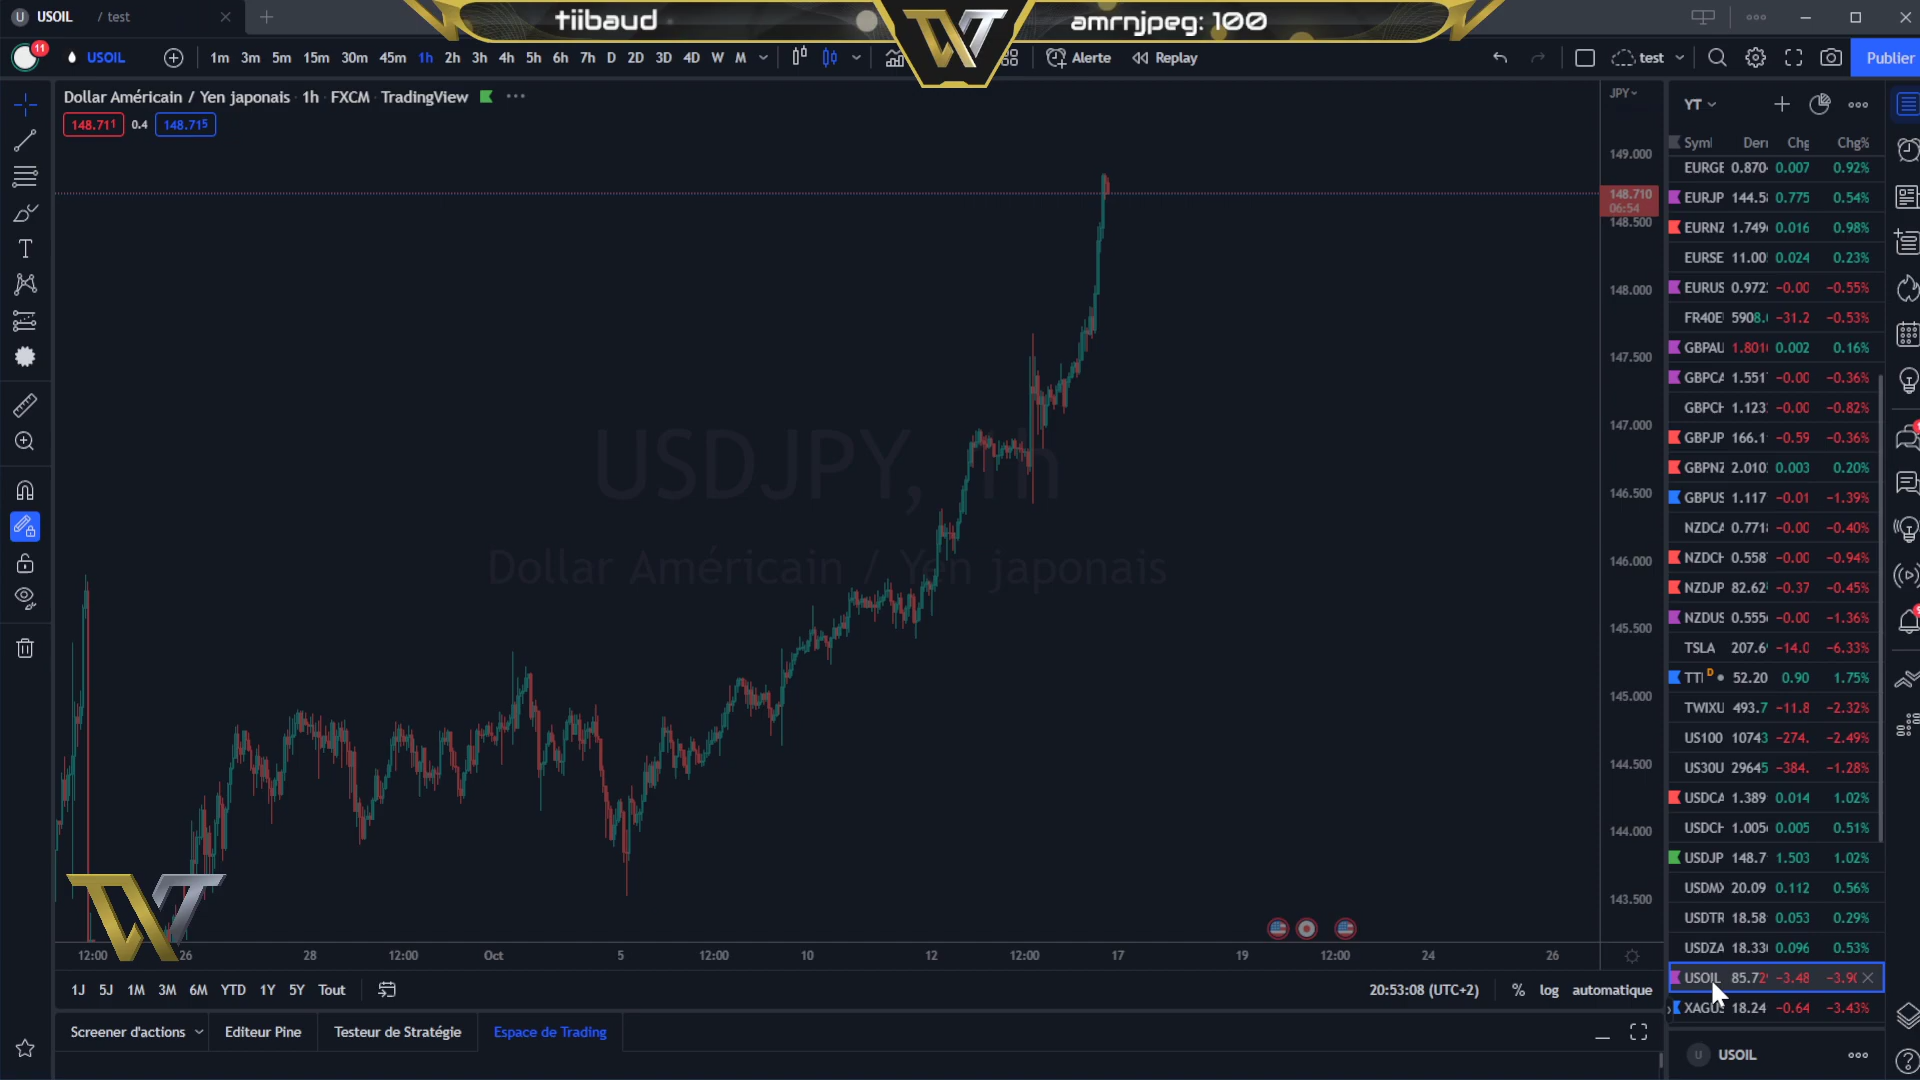 USOIL / test
tiibaud
amrnjpeg: 100
11 USOIL 1m 3m 5m 15m 30m 45m 1h 2h 3h 4h 5h 6h 7h D 2D 3D 4D W M Alerte Replay test Publier
Dollar Américain / Yen japonais 1h FXCM TradingView
148.711 0.4 148.715
JPY
149.000
148.710
06:54
148.500
148.000
147.500
147.000
146.500
146.000
145.500
145.000
144.500
144.000
143.500
USDJPY, 1h
Dollar Américain / Yen japonais
12:00 26 28 12:00 Oct 5 12:00 10 12 12:00 17 19 12:00 24 26
1J 5J 1M 3M 6M YTD 1Y 5Y Tout 20:53:08 (UTC+2) % log automatique
Screener d'actions Editeur Pine Testeur de Stratégie Espace de Trading
YT
Chg%
EURGE 0.870 0.007 0.92%
EURJP 144.5 0.775 0.54%
EURNZ 1.749 0.016 0.98%
EURSE 11.00 0.024 0.23%
EURUS 0.972 -0.00 -0.55%
FR40E 5908. -31.2 -0.53%
GBPAU 1.801 0.002 0.16%
GBPCA 1.551 -0.00 -0.36%
GBPCH 1.123 -0.00 -0.82%
GBPJP 166.1 -0.59 -0.36%
GBPNZ 2.010 0.003 0.20%
GBPUS 1.117 -0.01 -1.39%
NZDCA 0.771 -0.00 -0.40%
NZDCH 0.558 -0.00 -0.94%
NZDJP 82.62 -0.37 -0.45%
NZDUS 0.555 -0.00 -1.36%
TSLA 207.6 -14.0 -6.33%
TTI D 52.20 0.90 1.75%
TWIXU 493.7 -11.8 -2.32%
US100 10743 -274. -2.49%
US30U 29645 -384. -1.28%
USDCA 1.389 0.014 1.02%
USDCH 1.005 0.005 0.51%
USDJP 148.7 1.503 1.02%
USDMX 20.09 0.112 0.56%
USDTR 18.58 0.053 0.29%
USDZA 18.33 0.096 0.53%
USOIL 85.72 -3.48 -3.9
XAGUS 18.24 -0.64 -3.43%
U USOIL